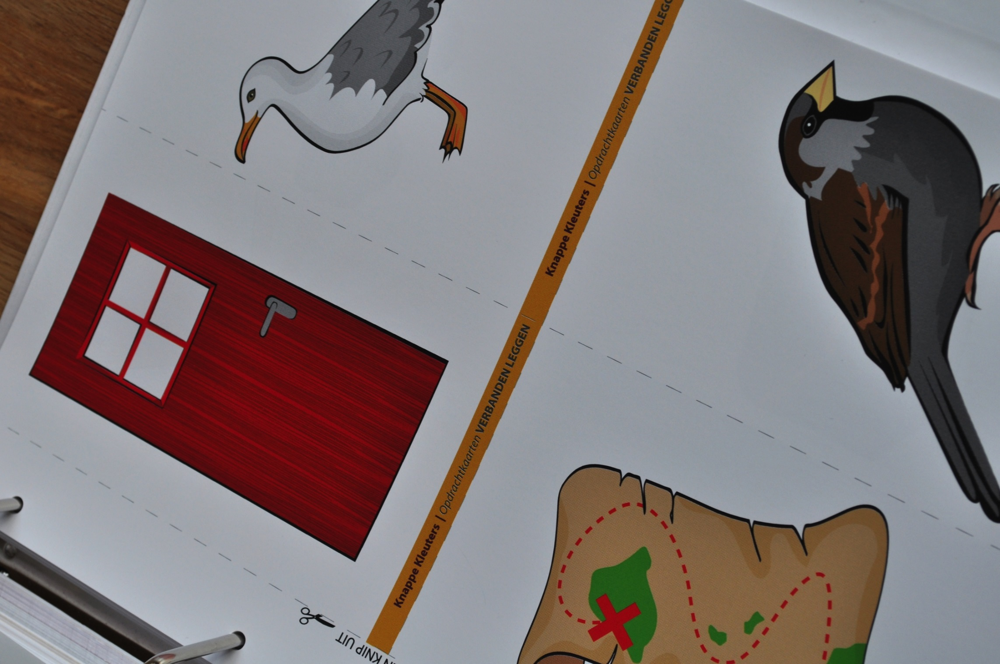 Knappe Kleuters | Opdrachtkaarten VERBANDEN LEGG
Knappe Kleuters | Opdrachtkaarten VERBANDEN LEGGEN
KNIP UIT